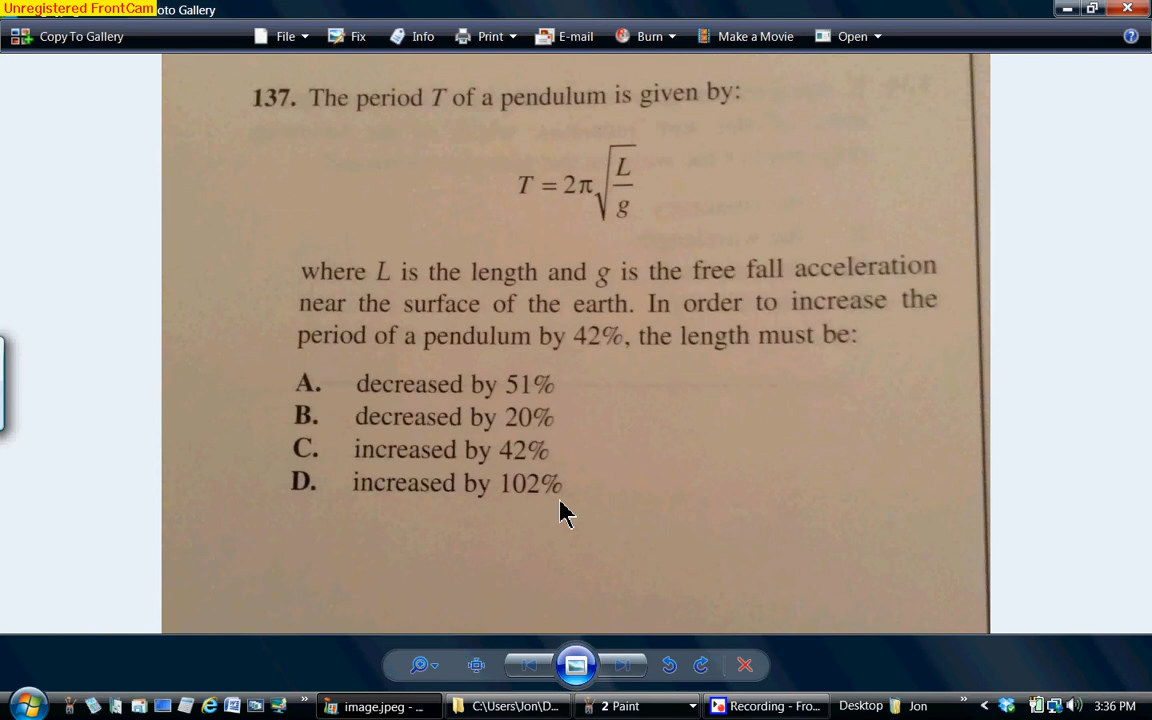 Unregistered FrontCam
oto Gallery
Copy To Gallery
File
Fix
Info
Print
E-mail
Burn
Make a Movie
Open
137. The period T of a pendulum is given by:
T = 2π√(L/g)
where L is the length and g is the free fall acceleration
near the surface of the earth. In order to increase the
period of a pendulum by 42%, the length must be:
A. decreased by 51%
B. decreased by 20%
C. increased by 42%
D. increased by 102%
image.jpeg - ...
C:\Users\Jon\D...
2 Paint
Recording - Fro...
Desktop
Jon
3:36 PM